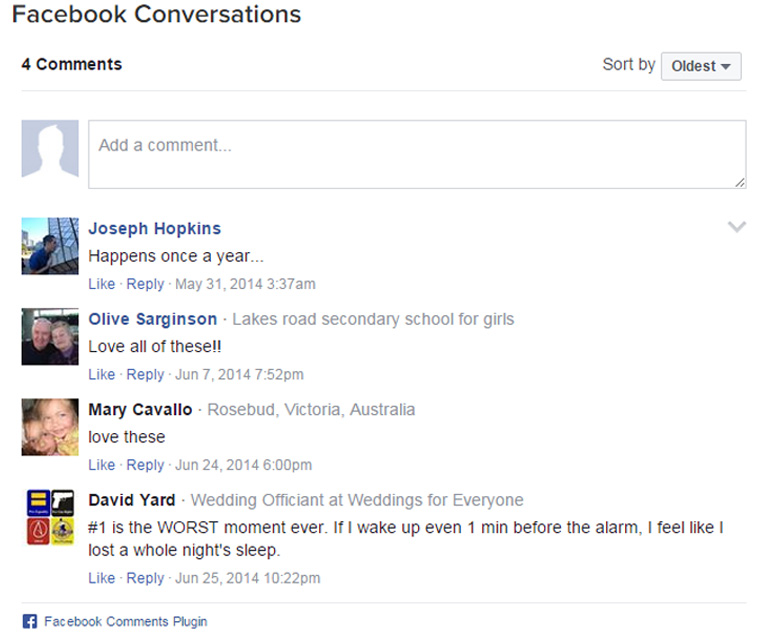 Facebook Conversations
4 Comments
Sort by Oldest
Add a comment...
Joseph Hopkins
Happens once a year...
Like · Reply · May 31, 2014 3:37am
Olive Sarginson · Lakes road secondary school for girls
Love all of these!!
Like · Reply · Jun 7, 2014 7:52pm
Mary Cavallo · Rosebud, Victoria, Australia
love these
Like · Reply · Jun 24, 2014 6:00pm
David Yard · Wedding Officiant at Weddings for Everyone
#1 is the WORST moment ever. If I wake up even 1 min before the alarm, I feel like I
lost a whole night's sleep.
Like · Reply · Jun 25, 2014 10:22pm
Facebook Comments Plugin